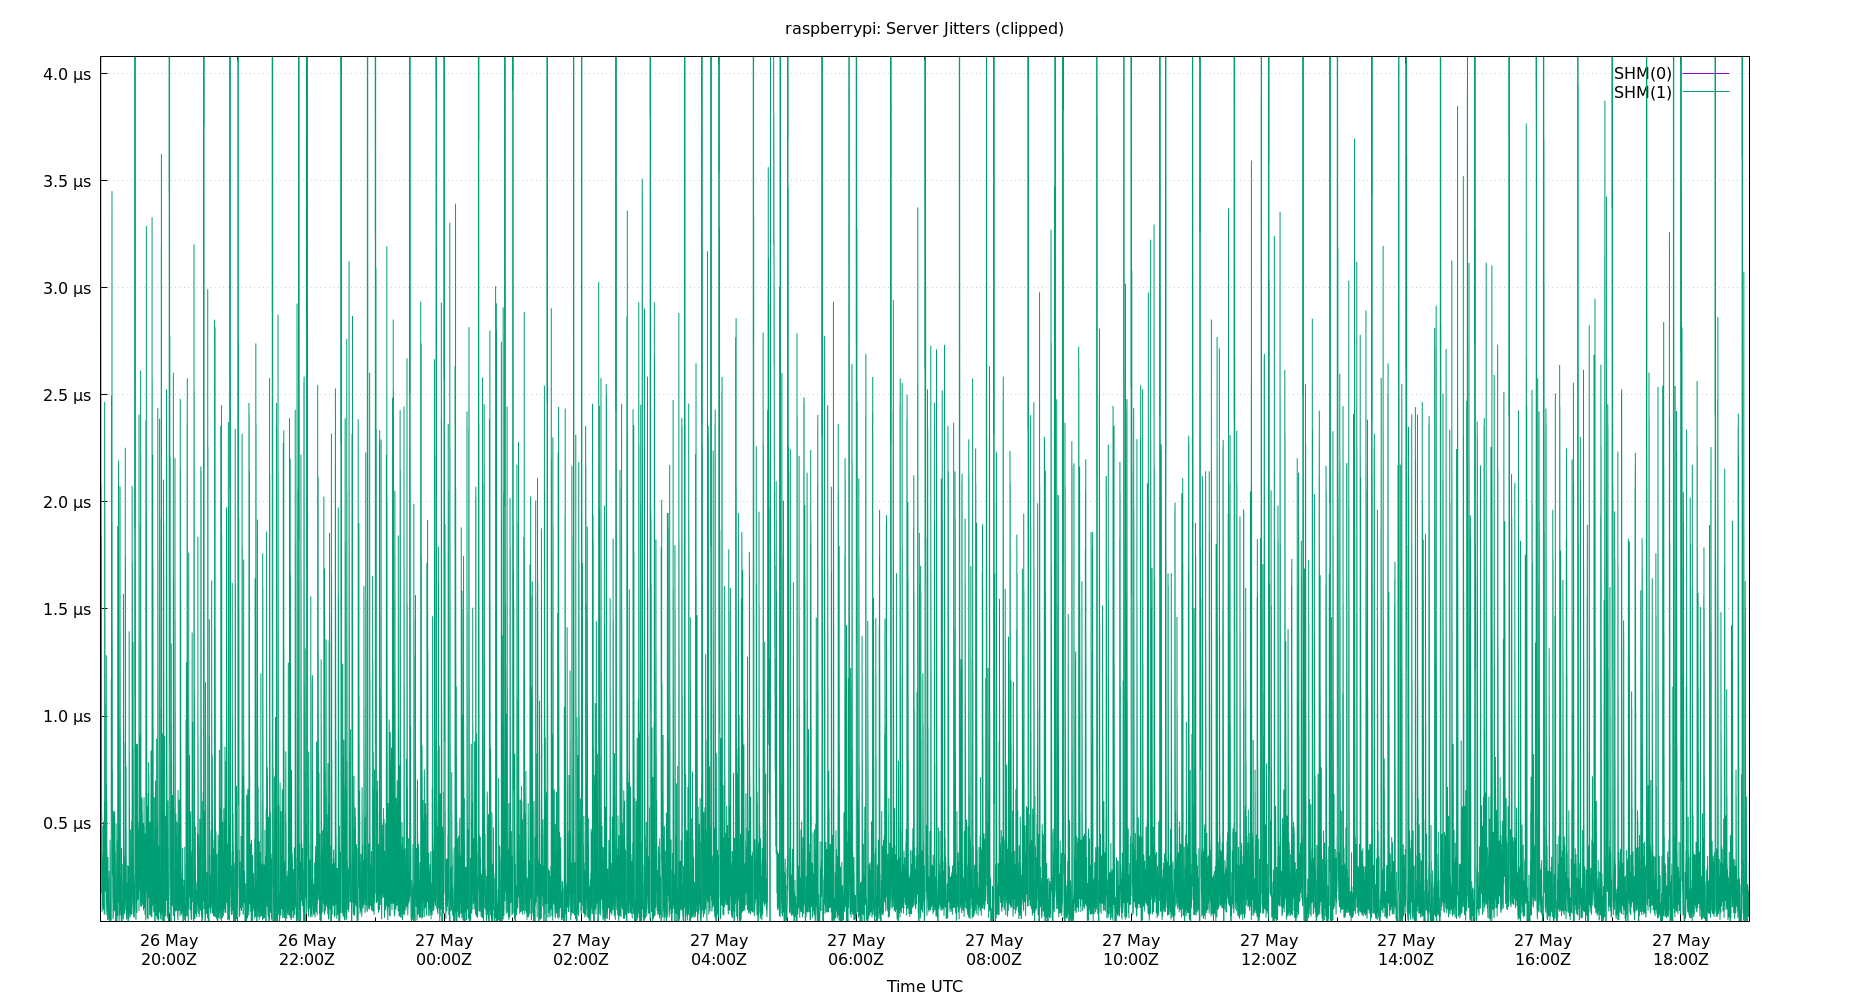 raspberrypi: Server Jitters (clipped)
4.0 µs
3.5 µs
3.0 µs
2.5 µs
2.0 µs
1.5 µs
1.0 µs
0.5 µs
SHM(0)
SHM(1)
26 May 26 May 27 May 27 May 27 May 27 May 27 May 27 May 27 May 27 May 27 May 27 May
20:00Z 22:00Z 00:00Z 02:00Z 04:00Z 06:00Z 08:00Z 10:00Z 12:00Z 14:00Z 16:00Z 18:00Z
Time UTC